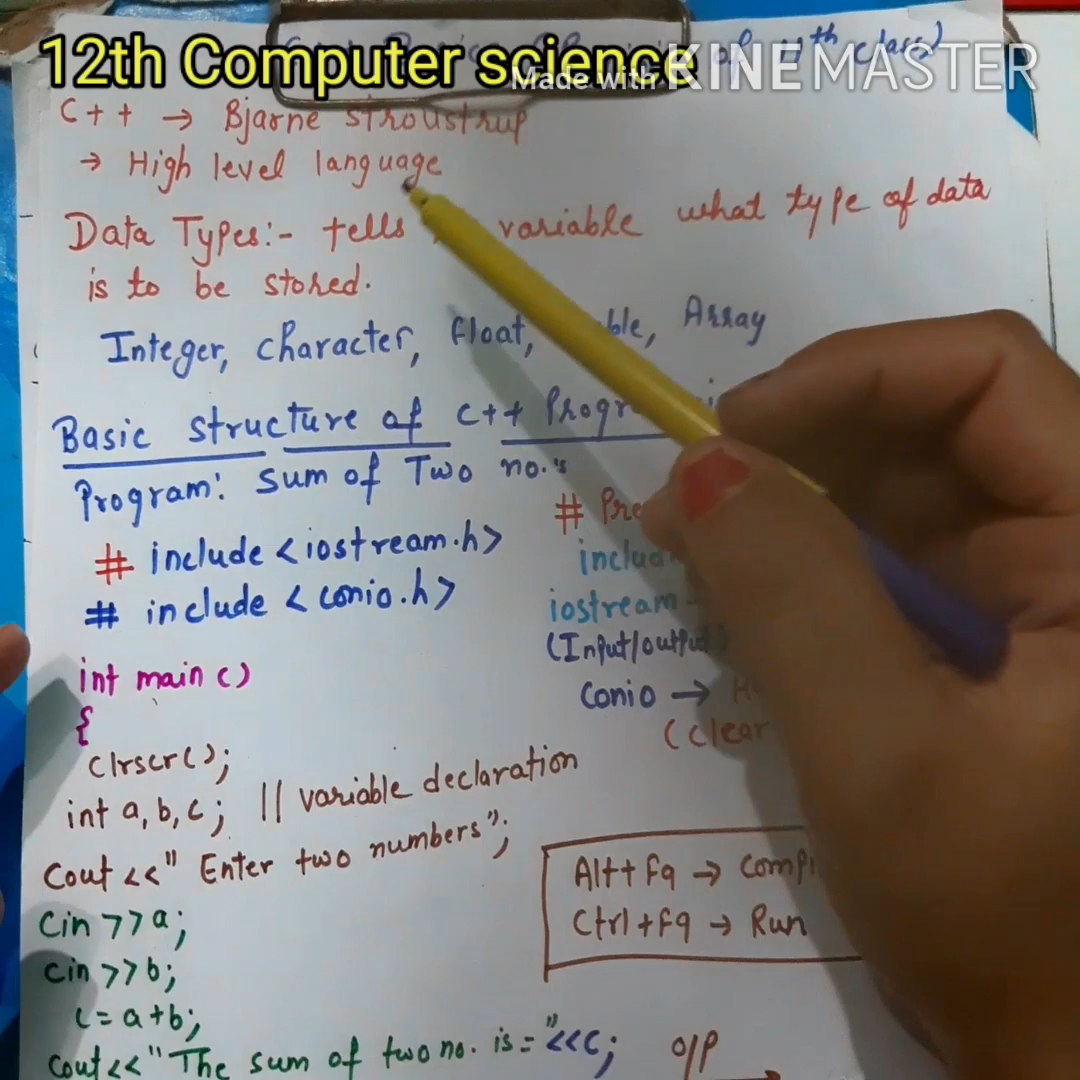 12th Computer science
Made with KINEMASTER
of 11th class)
C++ → Bjarne Stroustrup
→ High level language
Data Types:- tells variable what type of data
is to be stored.
Integer, character, float, Array
Basic structure of C++
Program: Sum of Two no.'s
# include <iostream.h>
# include <conio.h>
#
iostream
(Input/output
Conio →
(clear
int main ()
{
clrscr();
int a, b, c; // variable declaration
Cout <<" Enter two numbers";
Cin >>a;
Cin >>b;
c = a+b;
Cout<<"The sum of two no. is ="<<c;
Alt+F9 →
Ctrl+F9 → Run
O/P